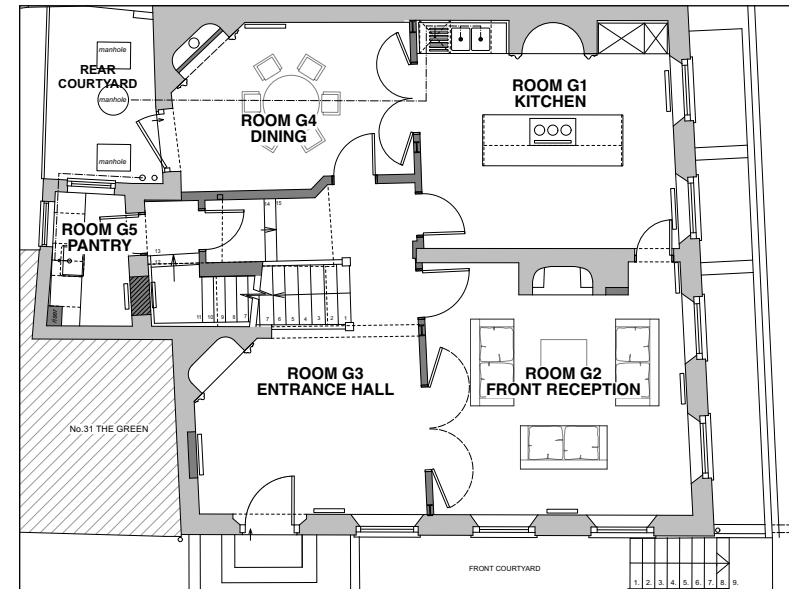 manhole
REAR
COURTYARD
manhole
manhole
ROOM G4
DINING
ROOM G1
KITCHEN
ROOM G5
PANTRY
14
15
13
12
11
10
9
8
7
7
6
5
4
3
2
1
ROOM G3
ENTRANCE HALL
ROOM G2
FRONT RECEPTION
No.31 THE GREEN
FRONT COURTYARD
1. 2. 3. 4. 5. 6. 7. 8. 9.